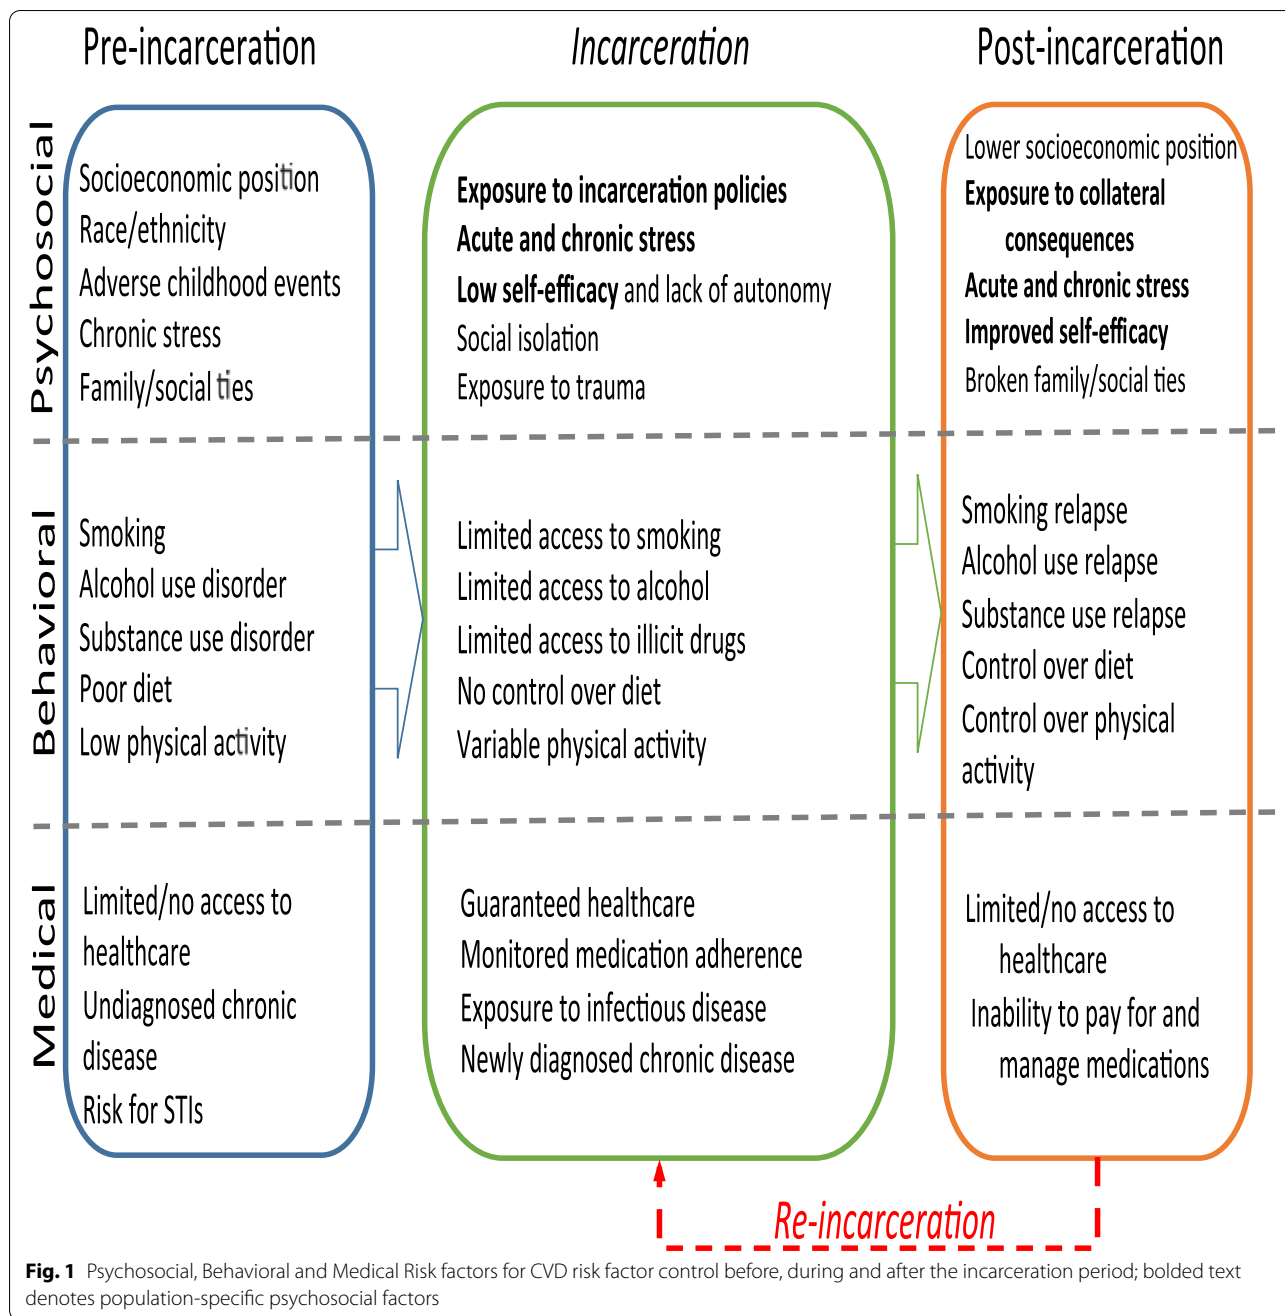 Pre-incarceration
Incarceration
Post-incarceration
Psychosocial
Socioeconomic position
Race/ethnicity
Adverse childhood events
Chronic stress
Family/social ties
Exposure to incarceration policies
Acute and chronic stress
Low self-efficacy and lack of autonomy
Social isolation
Exposure to trauma
Lower socioeconomic position
Exposure to collateral
consequences
Acute and chronic stress
Improved self-efficacy
Broken family/social ties
Behavioral
Smoking
Alcohol use disorder
Substance use disorder
Poor diet
Low physical activity
Limited access to smoking
Limited access to alcohol
Limited access to illicit drugs
No control over diet
Variable physical activity
Smoking relapse
Alcohol use relapse
Substance use relapse
Control over diet
Control over physical
activity
Medical
Limited/no access to
healthcare
Undiagnosed chronic
disease
Risk for STIs
Guaranteed healthcare
Monitored medication adherence
Exposure to infectious disease
Newly diagnosed chronic disease
Limited/no access to
healthcare
Inability to pay for and
manage medications
Re-incarceration
Fig. 1 Psychosocial, Behavioral and Medical Risk factors for CVD risk factor control before, during and after the incarceration period; bolded text
denotes population-specific psychosocial factors